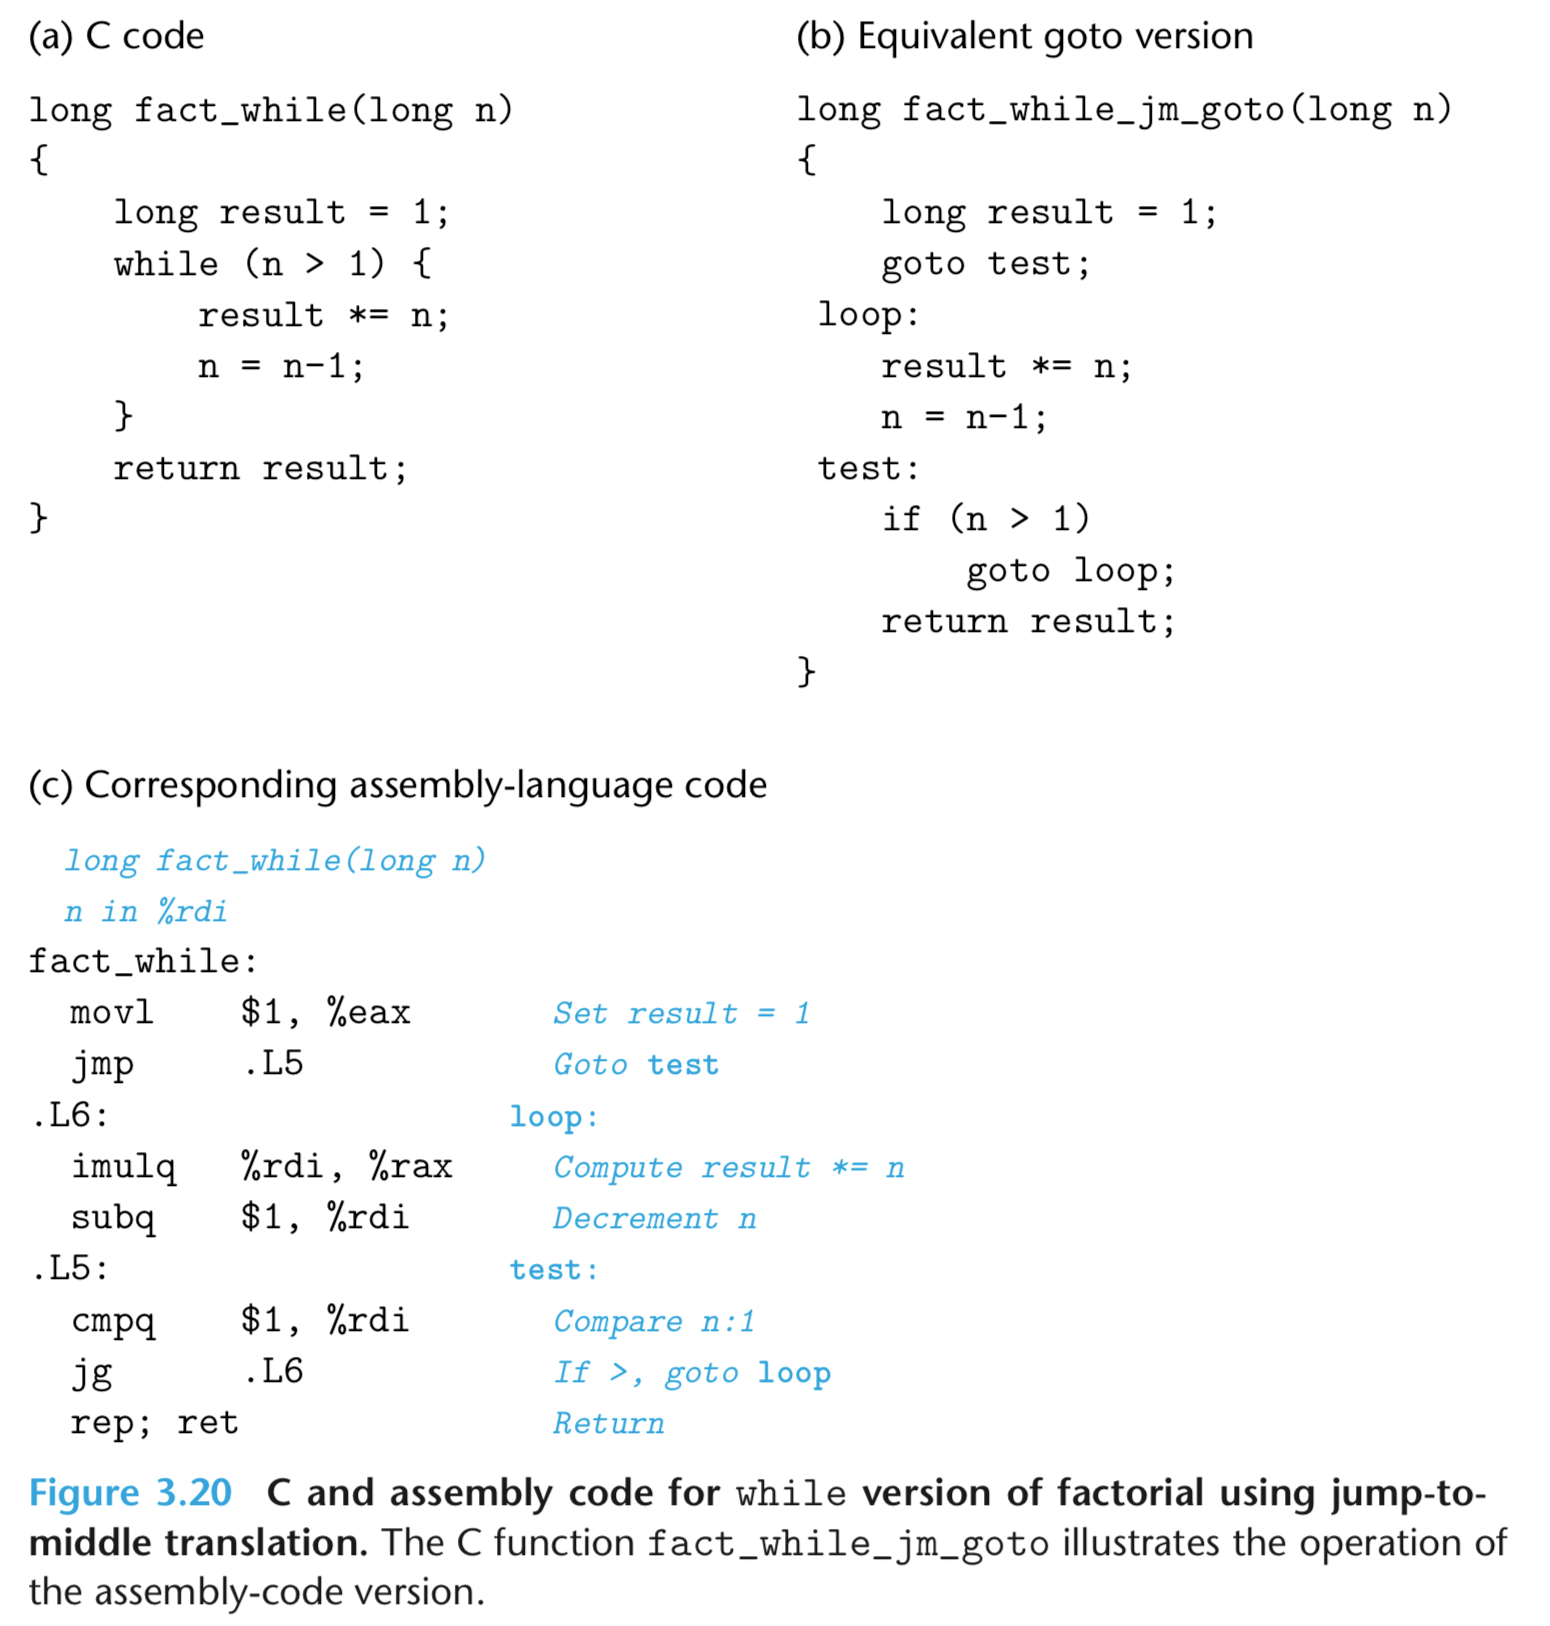 (a) C code
long fact_while(long n)
{
    long result = 1;
    while (n > 1) {
        result *= n;
        n = n-1;
    }
    return result;
}
(b) Equivalent goto version
long fact_while_jm_goto(long n)
{
    long result = 1;
    goto test;
 loop:
    result *= n;
    n = n-1;
 test:
    if (n > 1)
        goto loop;
    return result;
}
(c) Corresponding assembly-language code
long fact_while(long n)
n in %rdi
fact_while:
  movl    $1, %eax    Set result = 1
  jmp     .L5    Goto test
.L6:    loop:
  imulq   %rdi, %rax    Compute result *= n
  subq    $1, %rdi    Decrement n
.L5:    test:
  cmpq    $1, %rdi    Compare n:1
  jg      .L6    If >, goto loop
  rep; ret    Return
Figure 3.20 C and assembly code for while version of factorial using jump-to-
middle translation. The C function fact_while_jm_goto illustrates the operation of
the assembly-code version.